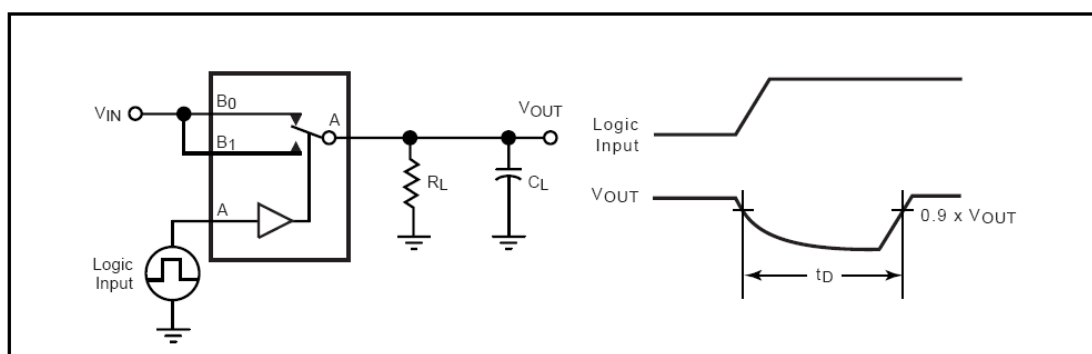 VIN
B0
B1
A
A
VOUT
RL
CL
Logic
Input
Logic
Input
VOUT
0.9 x VOUT
tD